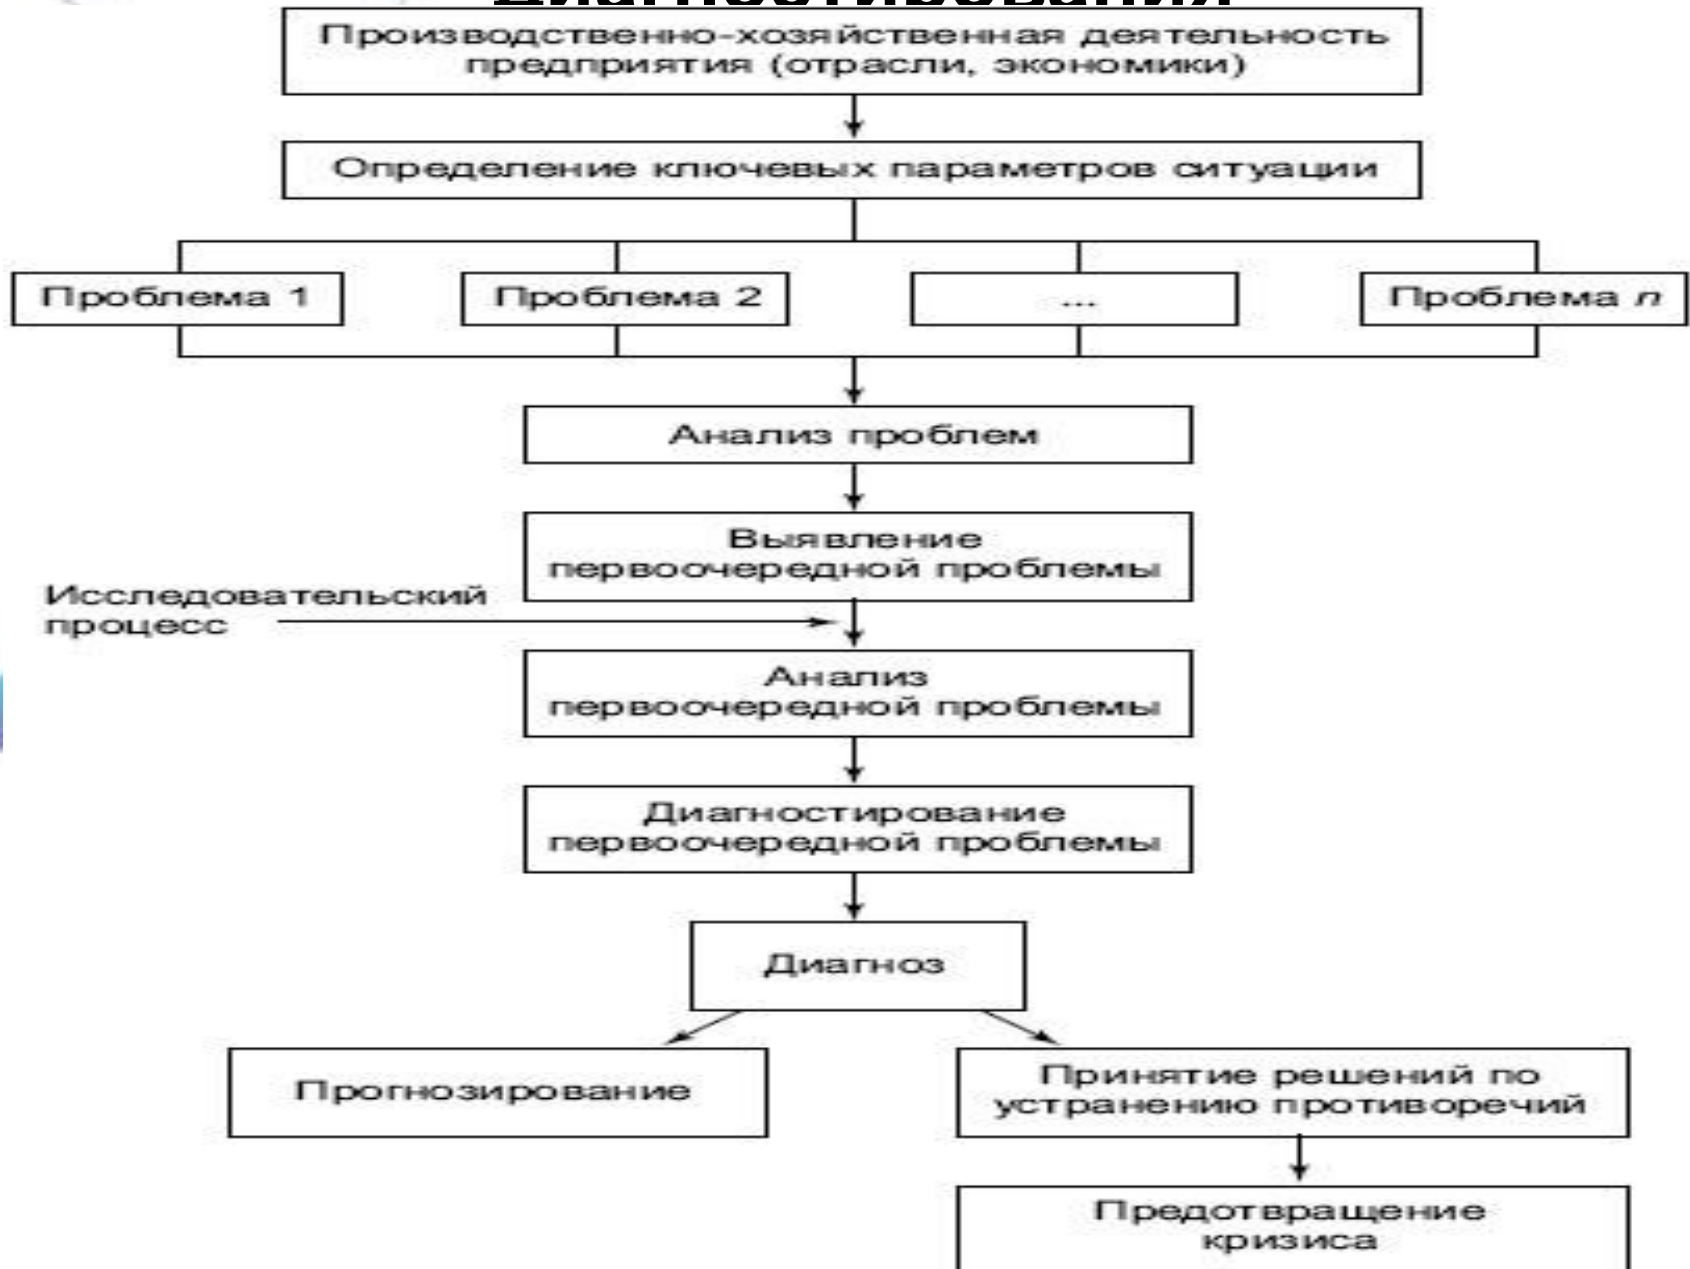 Диагностирования
Производственно-хозяйственная деятельность
предприятия (отрасли, экономики)
Определение ключевых параметров ситуации
Проблема 1
Проблема 2
...
Проблема n
Анализ проблем
Выявление
первоочередной проблемы
Исследовательский
процесс
Анализ
первоочередной проблемы
Диагностирование
первоочередной проблемы
Диагноз
Прогнозирование
Принятие решений по
устранению противоречий
Предотвращение
кризиса